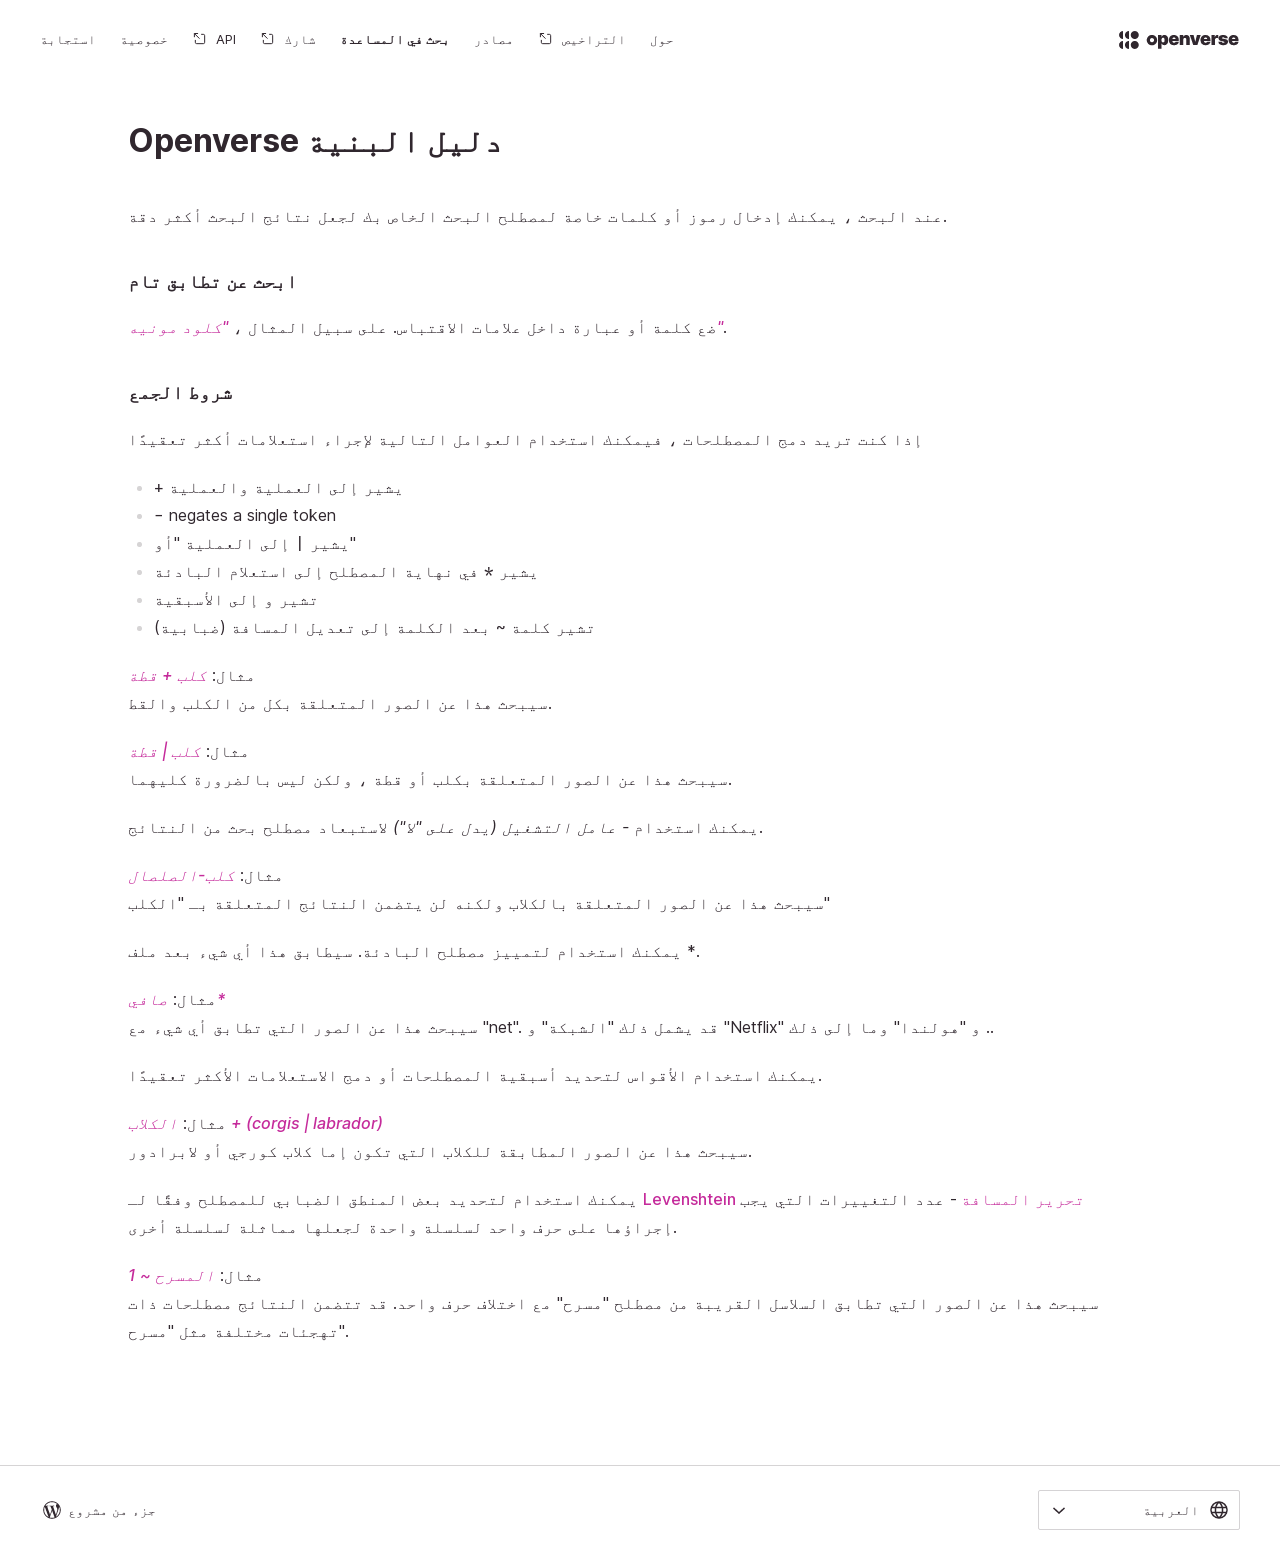 openverse
حول
التراخيص
مصادر
بحث في المساعدة
شارك
API
خصوصية
استجابة
Openverse دليل البنية
عند البحث ، يمكنك إدخال رموز أو كلمات خاصة لمصطلح البحث الخاص بك لجعل نتائج البحث أكثر دقة.
ابحث عن تطابق تام
ضع كلمة أو عبارة داخل علامات الاقتباس. على سبيل المثال ، "كلود مونيه".
شروط الجمع
إذا كنت تريد دمج المصطلحات ، فيمكنك استخدام العوامل التالية لإجراء استعلامات أكثر تعقيدًا
+ يشير إلى العملية والعملية
- negates a single token
يشير | إلى العملية "أو"
يشير * في نهاية المصطلح إلى استعلام البادئة
تشير و إلى الأسبقية
تشير كلمة ~ بعد الكلمة إلى تعديل المسافة (ضبابية)
مثال: كلب + قطة
سيبحث هذا عن الصور المتعلقة بكل من الكلب والقط.
مثال: كلب | قطة
سيبحث هذا عن الصور المتعلقة بكلب أو قطة ، ولكن ليس بالضرورة كليهما.
يمكنك استخدام - عامل التشغيل (يدل على "لا") لاستبعاد مصطلح بحث من النتائج.
مثال: كلب-الصلصال
سيبحث هذا عن الصور المتعلقة بالكلاب ولكنه لن يتضمن النتائج المتعلقة بـ "الكلب"
يمكنك استخدام لتمييز مصطلح البادئة. سيطابق هذا أي شيء بعد ملف *.
مثال: صافي*
سيبحث هذا عن الصور التي تطابق أي شيء مع "net". قد يشمل ذلك "الشبكة" و "Netflix" و "هولندا" وما إلى ذلك ..
يمكنك استخدام الأقواس لتحديد أسبقية المصطلحات أو دمج الاستعلامات الأكثر تعقيدًا.
مثال: الكلاب + (corgis | labrador)
سيبحث هذا عن الصور المطابقة للكلاب التي تكون إما كلاب كورجي أو لابرادور.
يمكنك استخدام لتحديد بعض المنطق الضبابي للمصطلح وفقًا لـ Levenshtein تحرير المسافة - عدد التغييرات التي يجب
إجراؤها على حرف واحد لسلسلة واحدة لجعلها مماثلة لسلسلة أخرى.
مثال: المسرح ~ 1
سيبحث هذا عن الصور التي تطابق السلاسل القريبة من مصطلح "مسرح" مع اختلاف حرف واحد. قد تتضمن النتائج مصطلحات ذات
تهجئات مختلفة مثل "مسرح".
العربية
جزء من مشروع